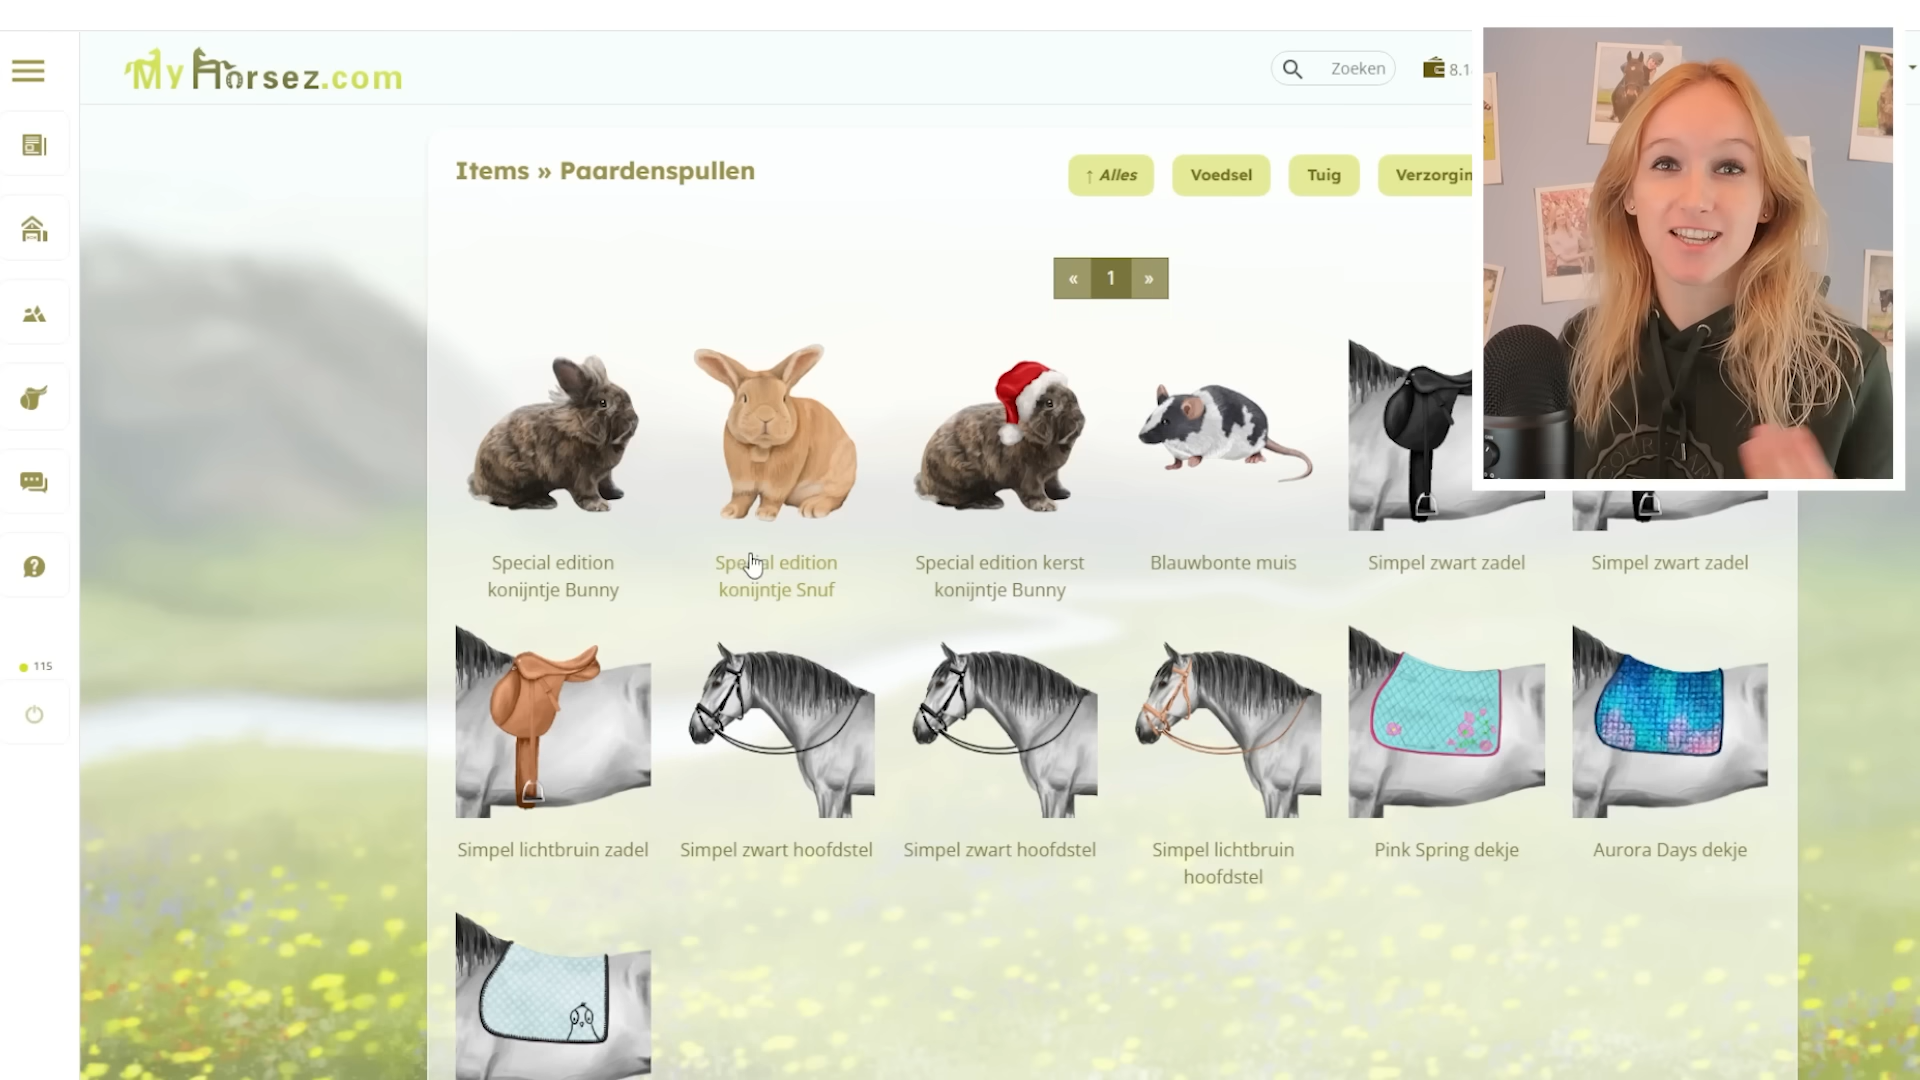 My Horsez.com
Zoeken
8.1
Items » Paardenspullen
↑ Alles
Voedsel
Tuig
Verzorgin
« 1 »
Special edition
konijntje Bunny
Special edition
konijntje Snuf
Special edition kerst
konijntje Bunny
Blauwbonte muis
Simpel zwart zadel
Simpel zwart zadel
115
Simpel lichtbruin zadel
Simpel zwart hoofdstel
Simpel zwart hoofdstel
Simpel lichtbruin
hoofdstel
Pink Spring dekje
Aurora Days dekje